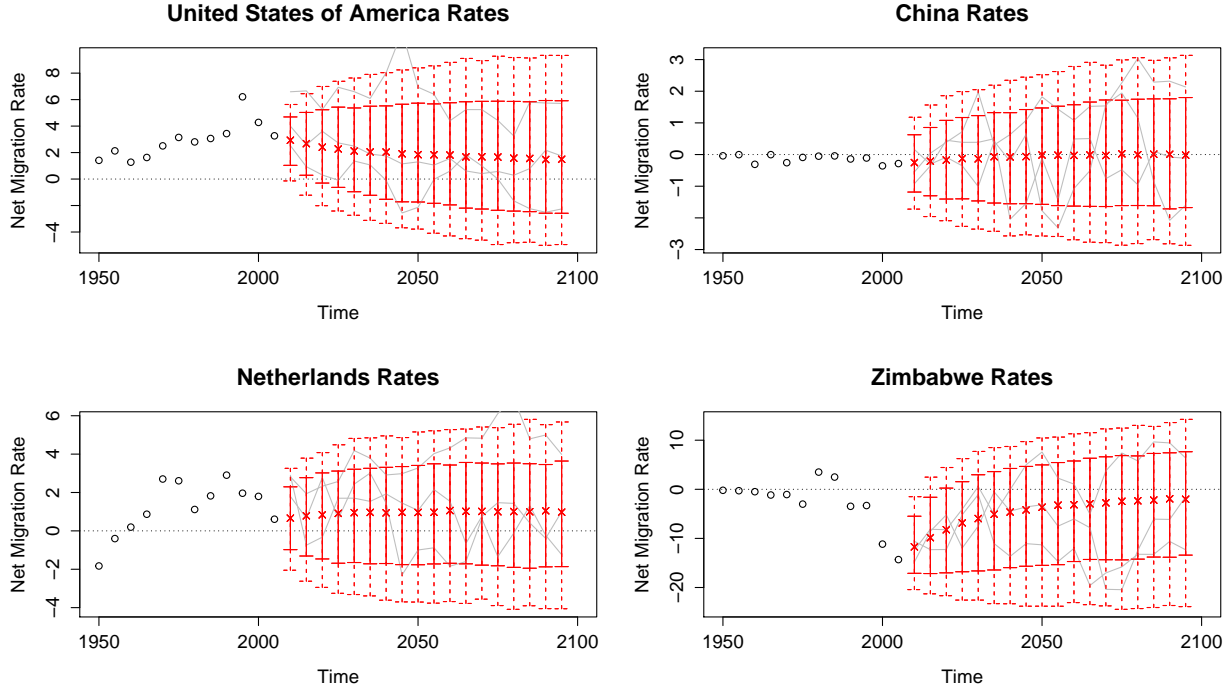 United States of America Rates
Net Migration Rate
−4 0 2 4 6 8
1950 2000 2050 2100
Time
China Rates
Net Migration Rate
−3 −1 0 1 2 3
1950 2000 2050 2100
Time
Netherlands Rates
Net Migration Rate
−4 −2 0 2 4 6
1950 2000 2050 2100
Time
Zimbabwe Rates
Net Migration Rate
−20 −10 0 10
1950 2000 2050 2100
Time